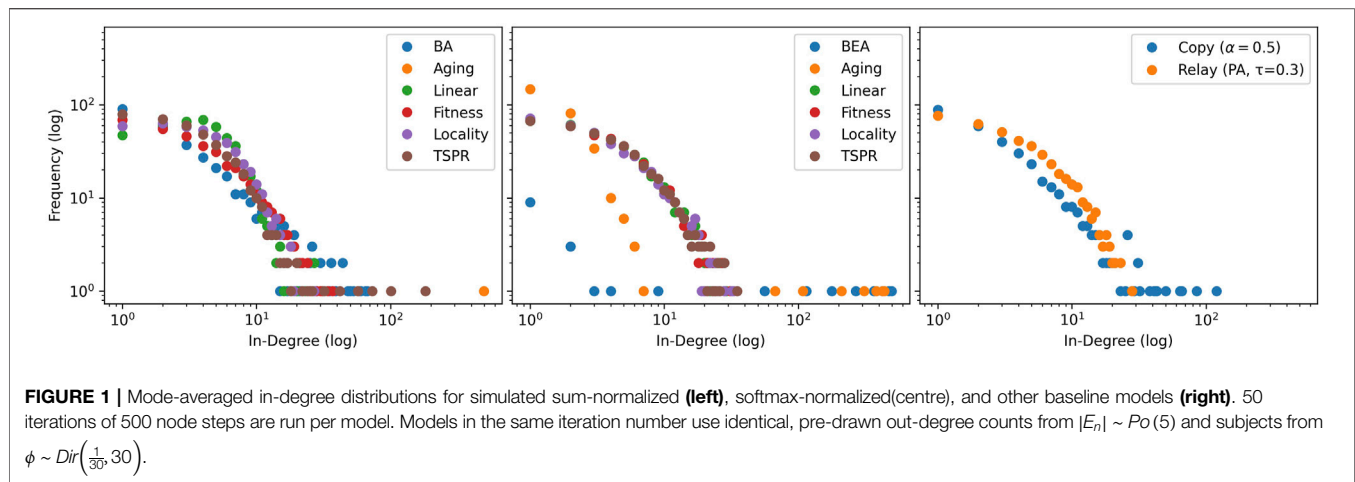 Frequency (log)
10²
10¹
10⁰
BA
Aging
Linear
Fitness
Locality
TSPR
10⁰ 10¹ 10²
In-Degree (log)
BEA
Aging
Linear
Fitness
Locality
TSPR
10⁰ 10¹ 10²
In-Degree (log)
Copy (α = 0.5)
Relay (PA, τ=0.3)
10⁰ 10¹ 10²
In-Degree (log)
FIGURE 1 | Mode-averaged in-degree distributions for simulated sum-normalized (left), softmax-normalized(centre), and other baseline models (right). 50
iterations of 500 node steps are run per model. Models in the same iteration number use identical, pre-drawn out-degree counts from |Eₙ| ~ Po(5) and subjects from
ϕ ~ Dir(1/30, 30).